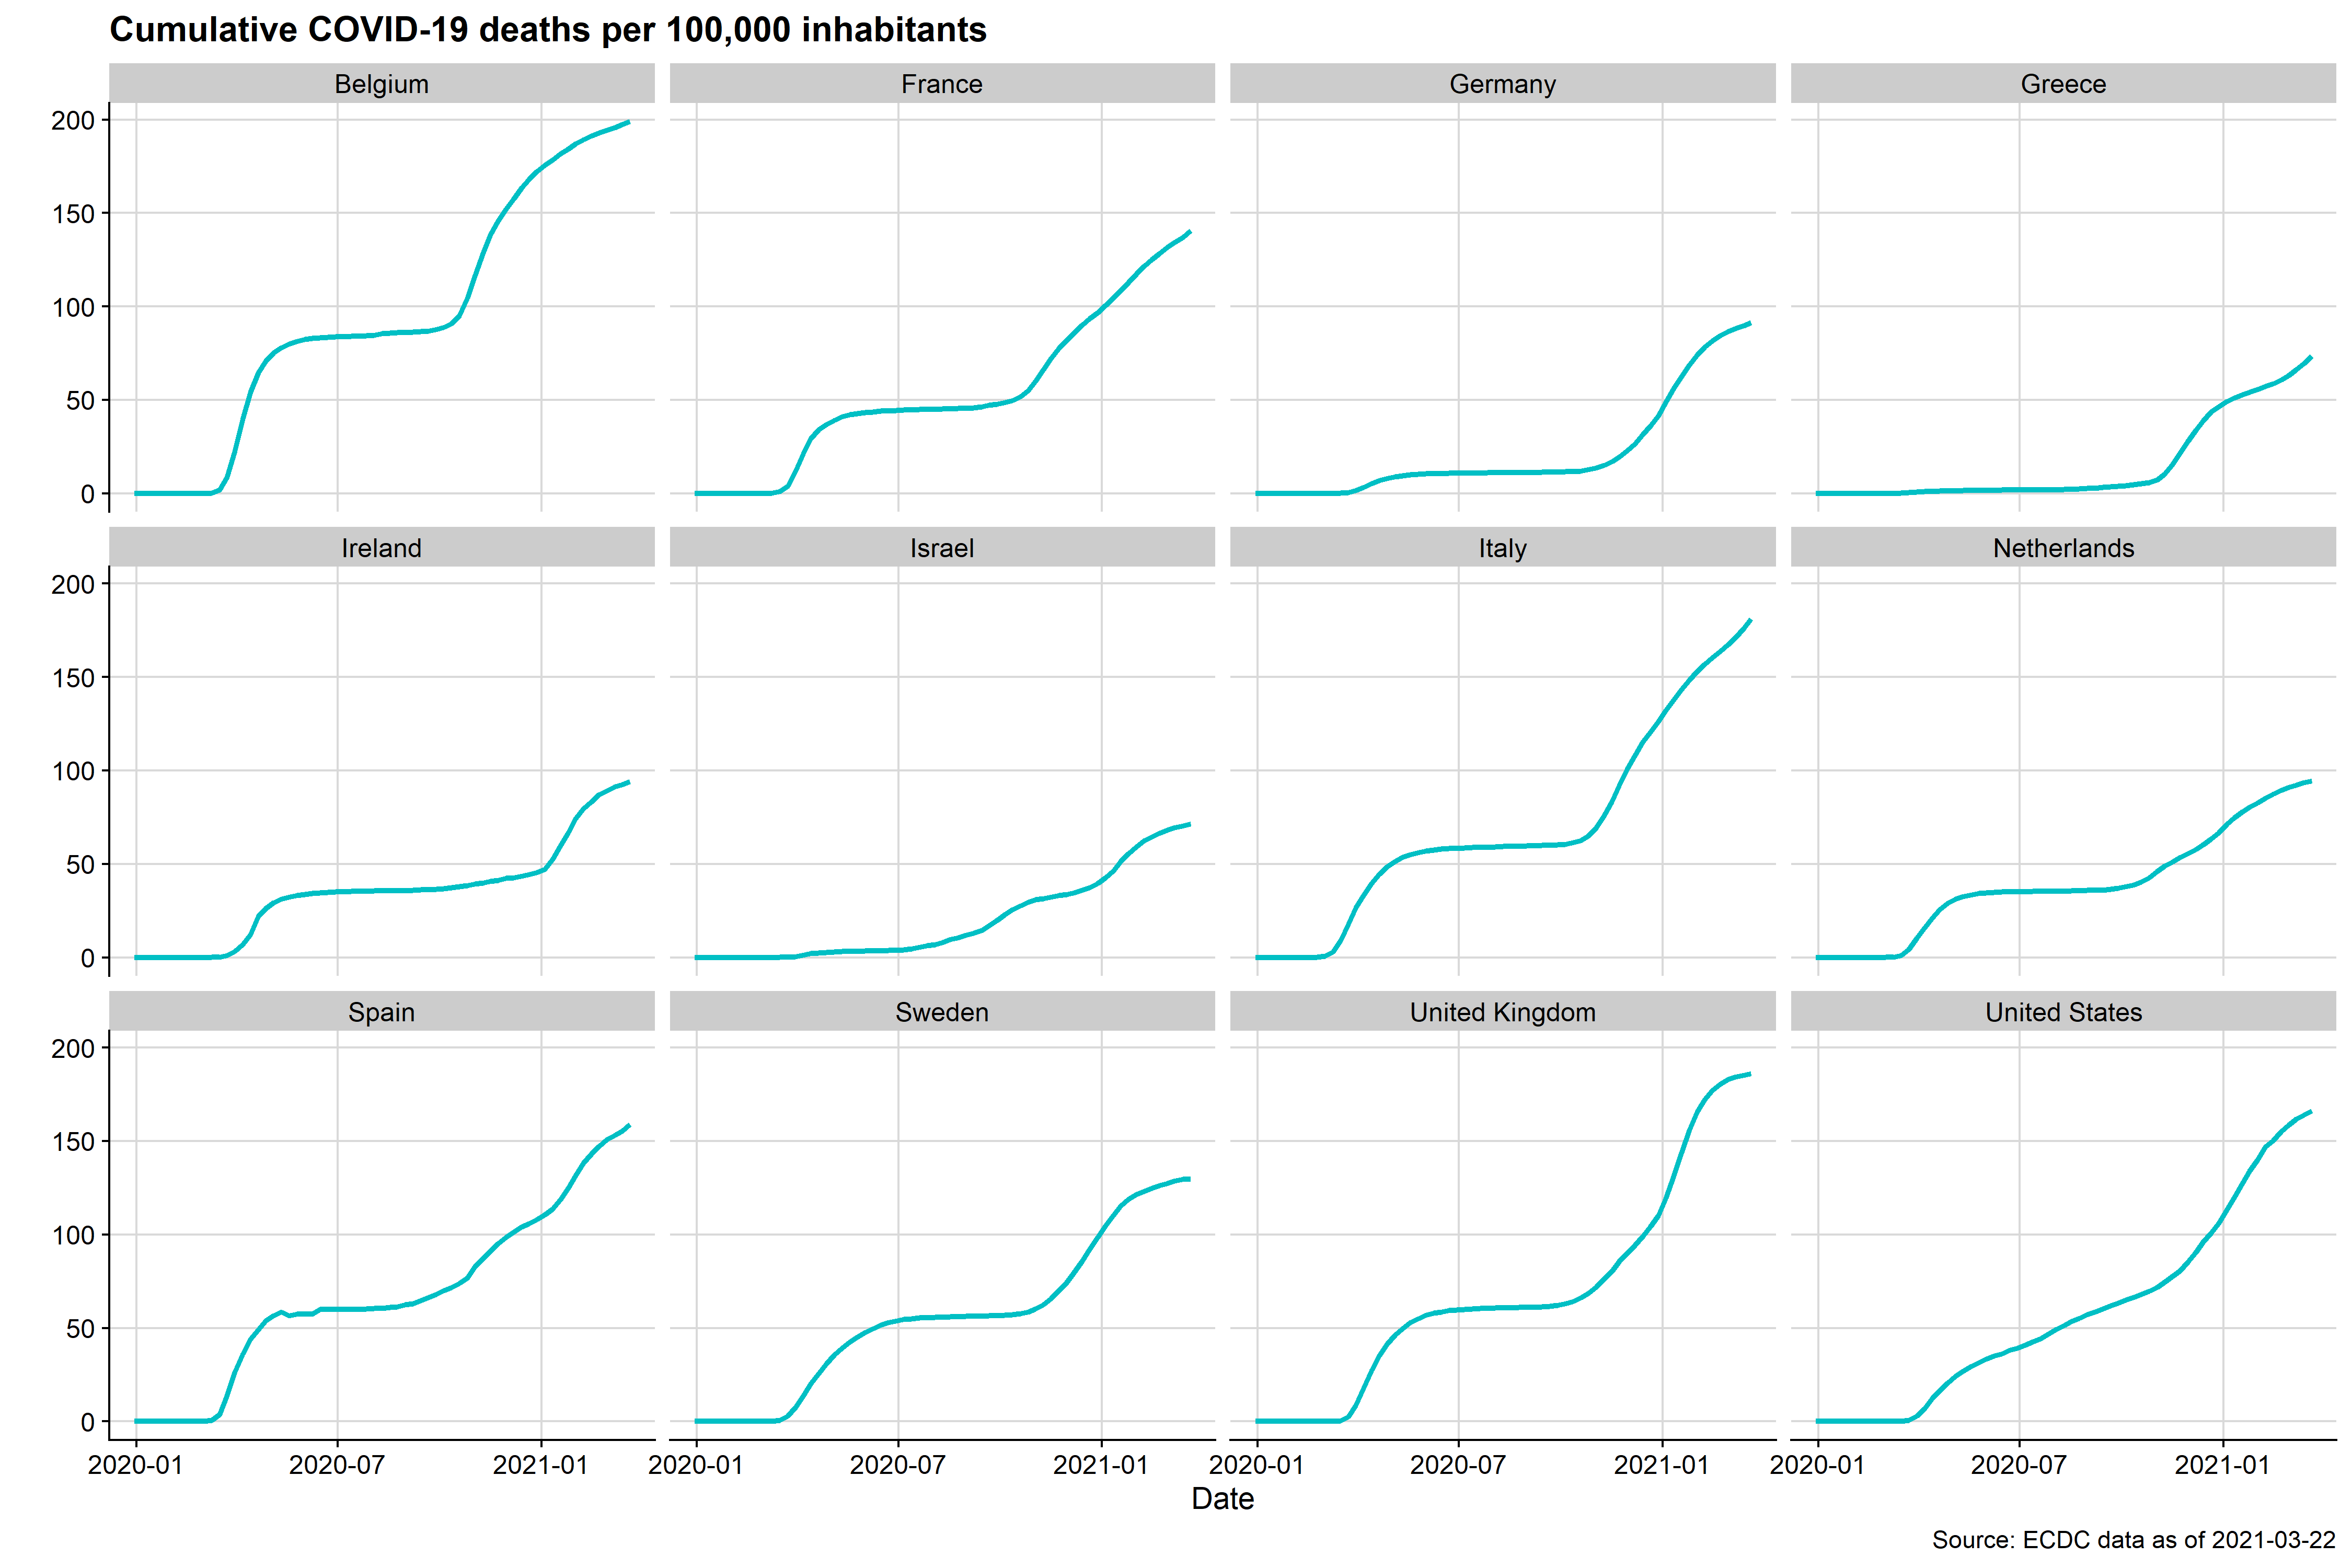 Cumulative COVID-19 deaths per 100,000 inhabitants
Belgium France Germany Greece
200
150
100
50
0
Ireland Israel Italy Netherlands
200
150
100
50
0
Spain Sweden United Kingdom United States
200
150
100
50
0
2020-01 2020-07 2021-01 2020-01 2020-07 2021-01 2020-01 2020-07 2021-01 2020-01 2020-07 2021-01
Date
Source: ECDC data as of 2021-03-22